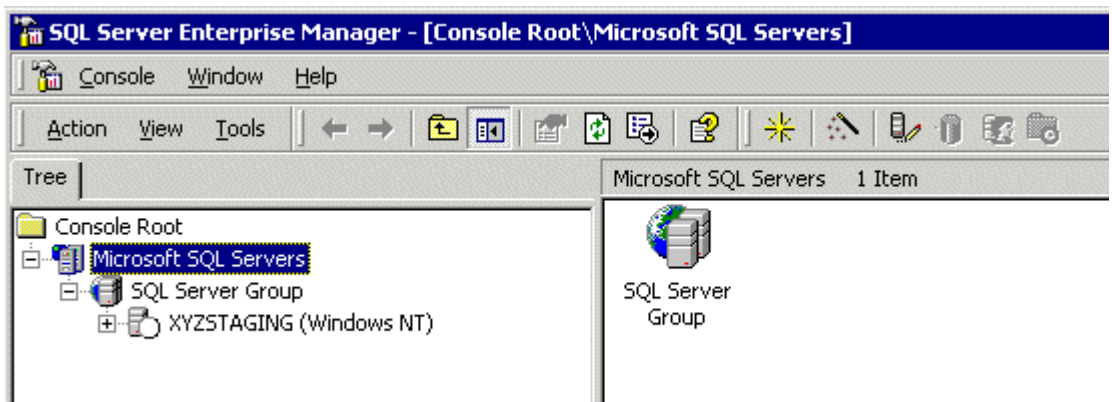 SQL Server Enterprise Manager - [Console Root\Microsoft SQL Servers]
Console Window Help
Action View Tools
Tree
Microsoft SQL Servers 1 Item
Console Root
Microsoft SQL Servers
SQL Server Group
XYZSTAGING (Windows NT)
SQL Server
Group